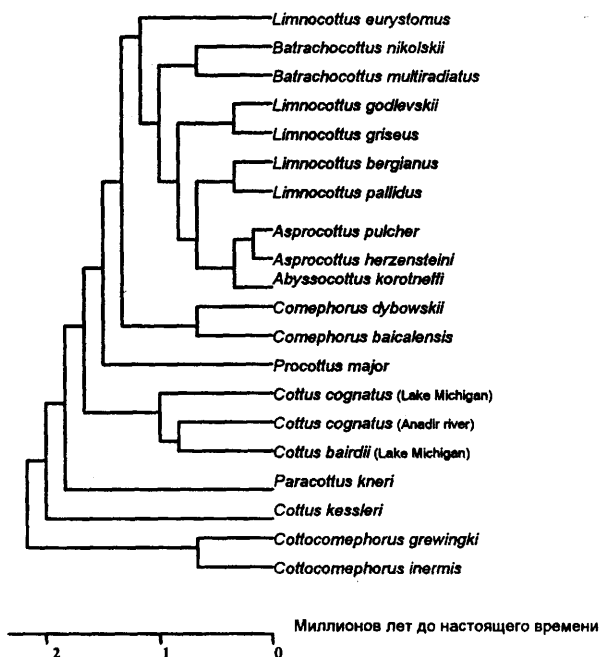 Limnocottus eurystomus
Batrachocottus nikolskii
Batrachocottus multiradiatus
Limnocottus godlevskii
Limnocottus griseus
Limnocottus bergianus
Limnocottus pallidus
Asprocottus pulcher
Asprocottus herzensteini
Abyssocottus korotneffi
Comephorus dybowskii
Comephorus baicalensis
Procottus major
Cottus cognatus (Lake Michigan)
Cottus cognatus (Anadir river)
Cottus bairdii (Lake Michigan)
Paracottus kneri
Cottus kessleri
Cottocomephorus grewingki
Cottocomephorus inermis
Миллионов лет до настоящего времени
2 1 0